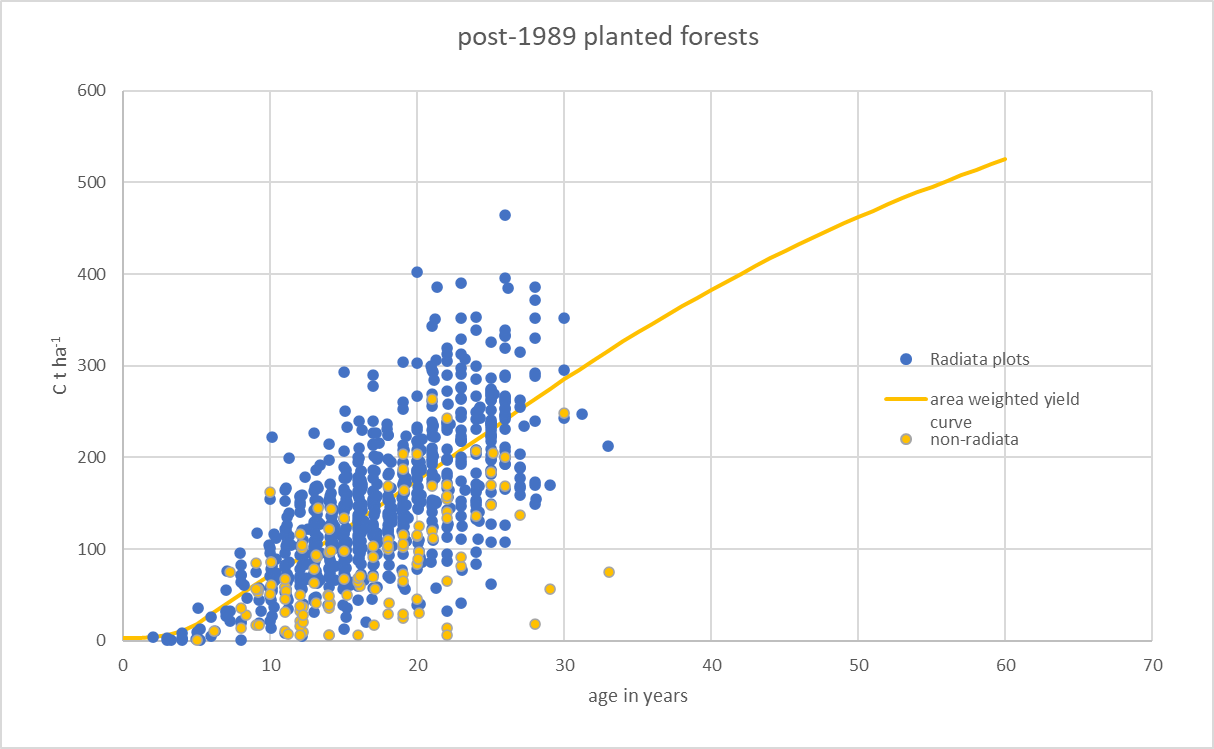 post-1989 planted forests
600
500
400
300
200
100
0
C t ha-1
0 10 20 30 40 50 60 70
age in years
Radiata plots
area weighted yield
curve
non-radiata